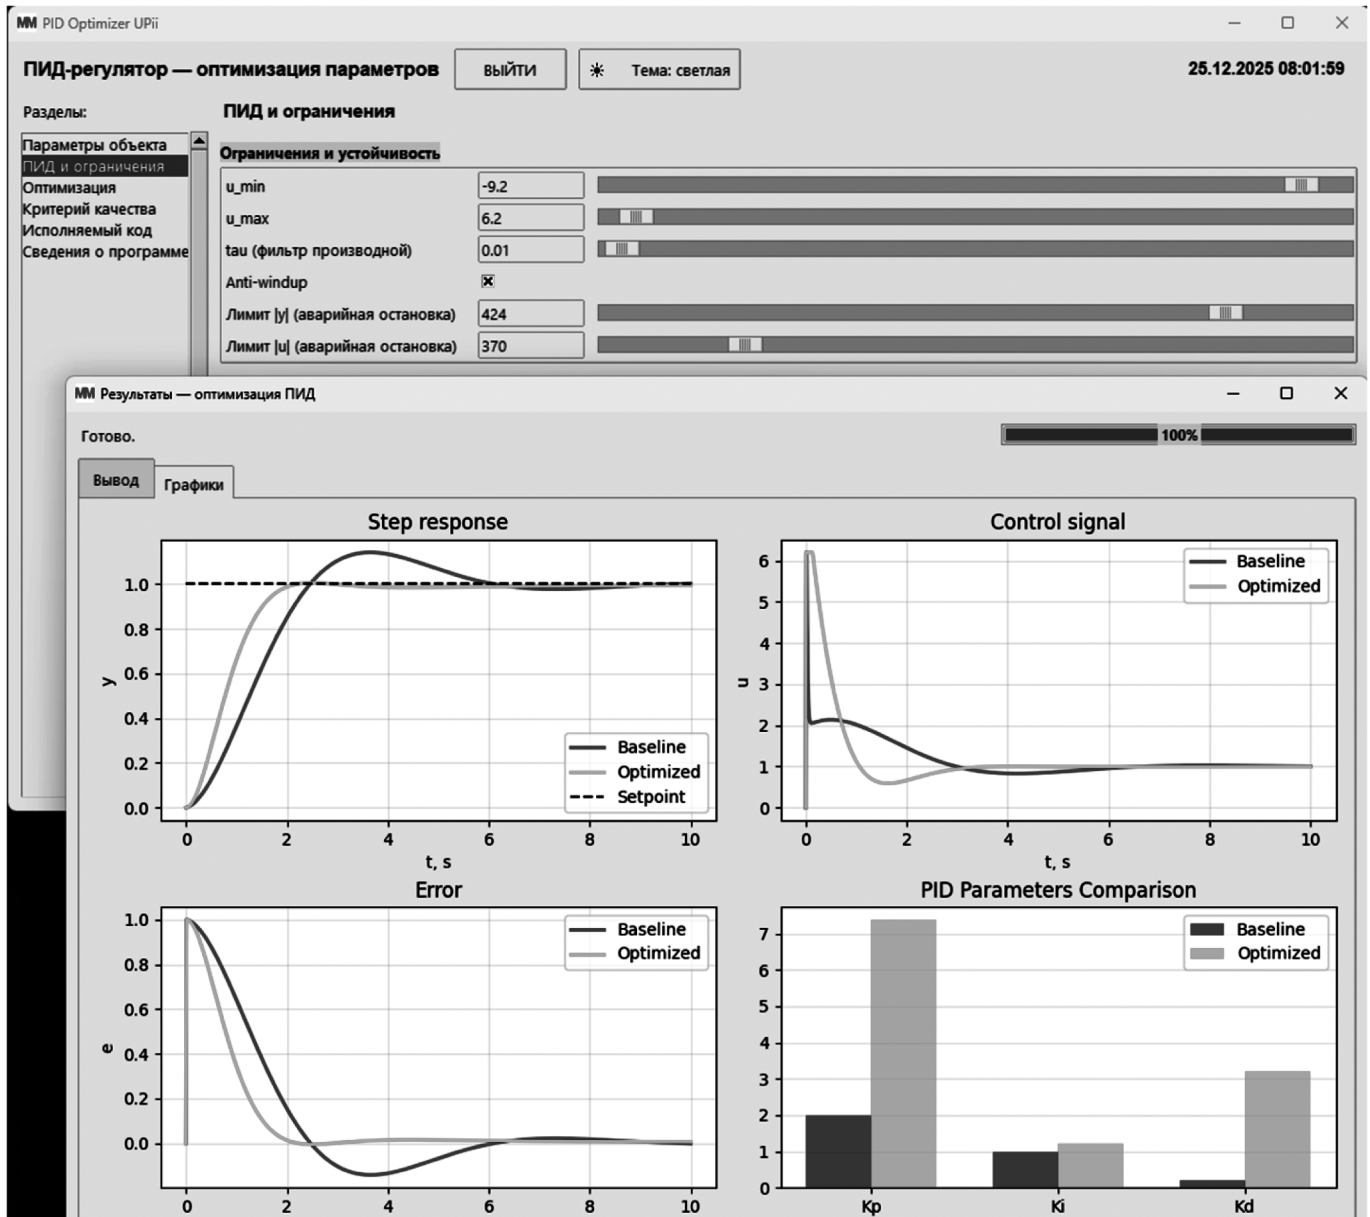 MM PID Optimizer UPii
ПИД-регулятор — оптимизация параметров
ВЫЙТИ
Тема: светлая
25.12.2025 08:01:59
Разделы:
Параметры объекта
ПИД и ограничения
Оптимизация
Критерий качества
Исполняемый код
Сведения о программе
ПИД и ограничения
Ограничения и устойчивость
u_min -9.2
u_max 6.2
tau (фильтр производной) 0.01
Anti-windup
Лимит |y| (аварийная остановка) 424
Лимит |u| (аварийная остановка) 370
MM Результаты — оптимизация ПИД
Готово.
100%
Вывод
Графики
Step response
1.0
0.8
0.6
0.4
0.2
0.0
y
Baseline
Optimized
Setpoint
0 2 4 6 8 10
t, s
Control signal
6
5
4
3
2
1
0
u
Baseline
Optimized
0 2 4 6 8 10
t, s
Error
1.0
0.8
0.6
0.4
0.2
0.0
e
Baseline
Optimized
0 2 4 6 8 10
PID Parameters Comparison
7
6
5
4
3
2
1
0
Baseline
Optimized
Kp Ki Kd